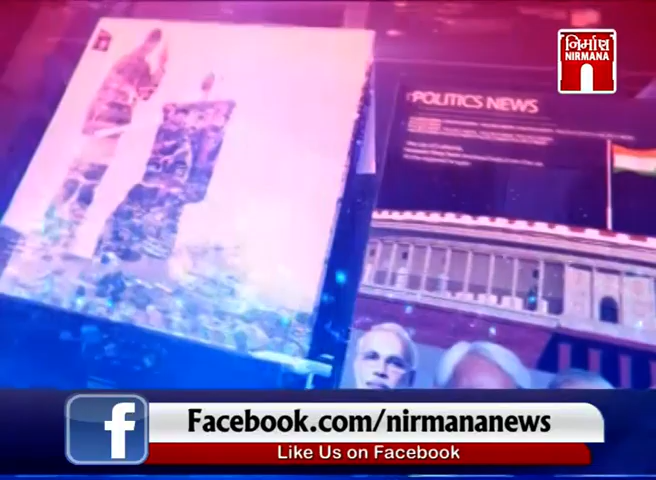 નિર્માણ
NIRMANA
POLITICS NEWS
Facebook.com/nirmananews
Like Us on Facebook